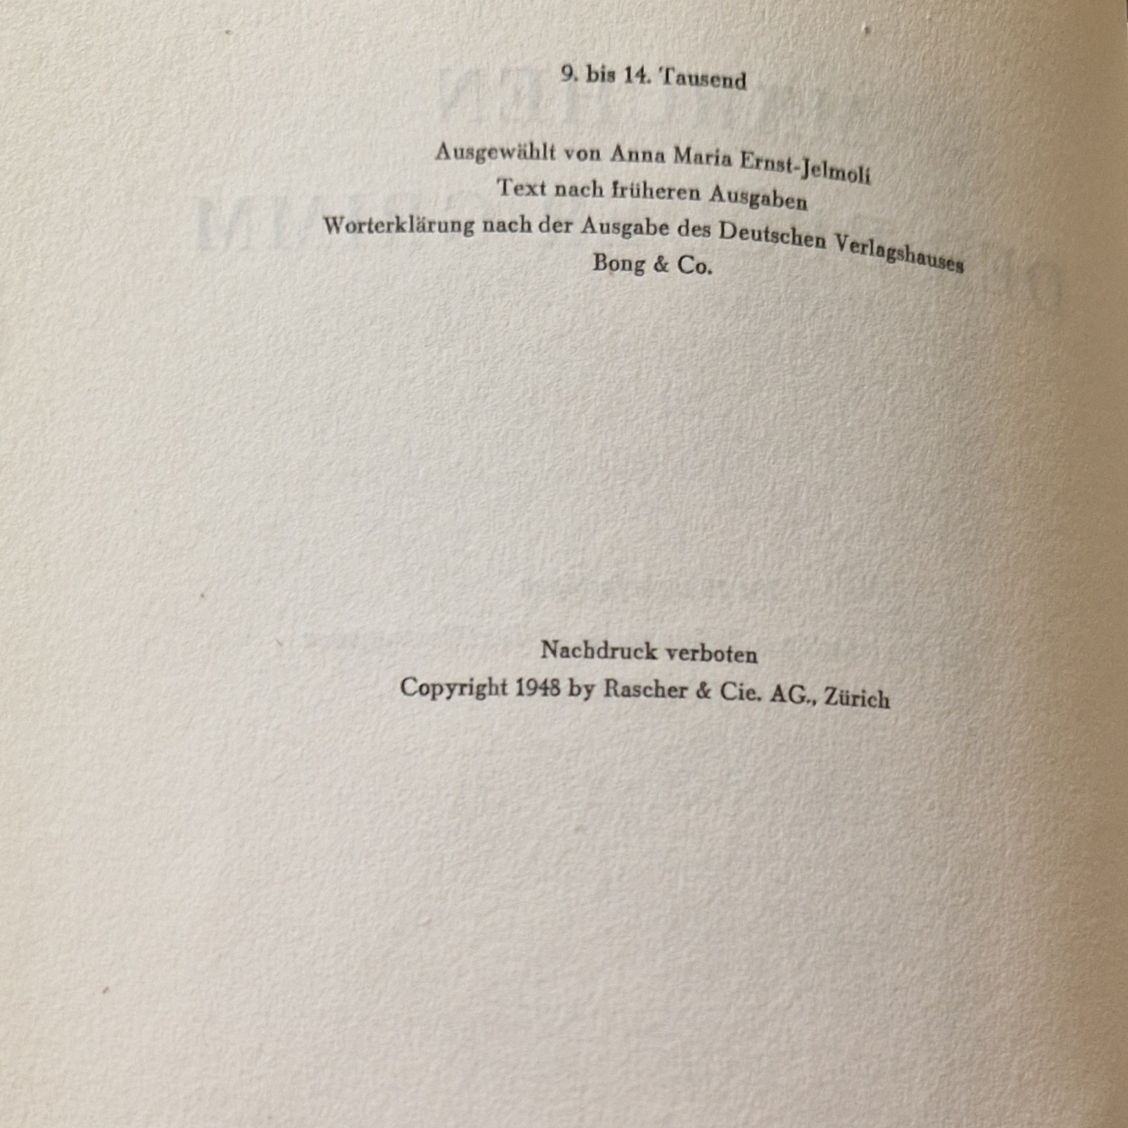 9. bis 14. Tausend
Ausgewählt von Anna Maria Ernst-Jelmoli
Text nach früheren Ausgaben
Worterklärung nach der Ausgabe des Deutschen Verlagshauses
Bong & Co.
Nachdruck verboten
Copyright 1948 by Rascher & Cie. AG., Zürich